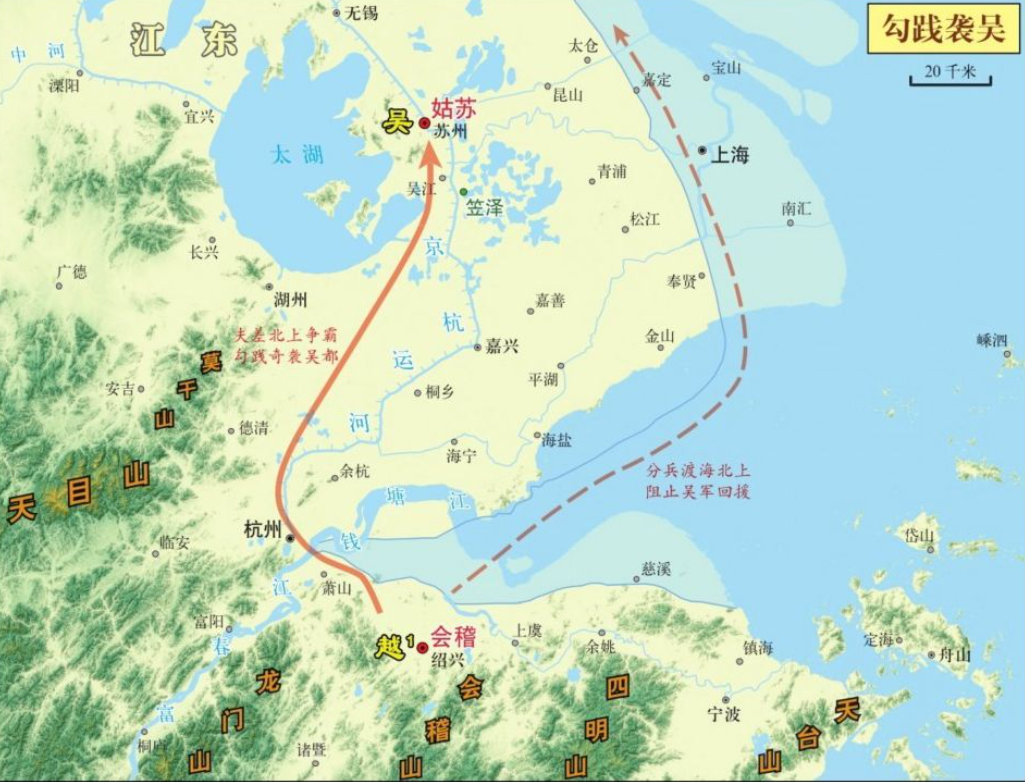 勾践袭吴
20千米
江东
无锡
太仓
宝山
嘉定
中河
溧阳
昆山
宜兴
吴
姑苏
苏州
上海
太湖
青浦
吴江
笠泽
松江
南汇
长兴
京
广德
湖州
奉贤
嘉善
夫差北上争霸
勾践奇袭吴都
杭
金山
嵊泗
嘉兴
运
莫干山
安吉
桐乡
平湖
河
德清
海宁
海盐
余杭
天目山
分兵渡海北上
阻止吴军回援
钱塘江
杭州
临安
岱山
慈溪
萧山
江
富阳
春
富
越1
会稽
绍兴
上虞
余姚
镇海
定海
舟山
龙门山
会稽山
四明山
宁波
天台山
桐庐
诸暨